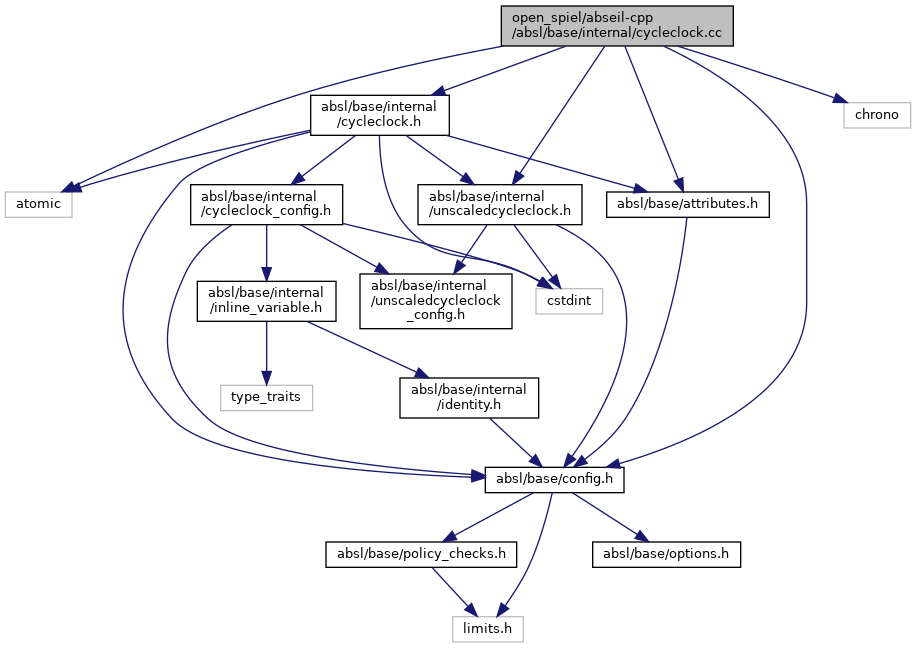 open_spiel/abseil-cpp
/absl/base/internal/cycleclock.cc
absl/base/internal
/cycleclock.h
chrono
atomic
absl/base/internal
/cycleclock_config.h
absl/base/internal
/unscaledcycleclock.h
absl/base/attributes.h
absl/base/internal
/inline_variable.h
absl/base/internal
/unscaledcycleclock
_config.h
cstdint
type_traits
absl/base/internal
/identity.h
absl/base/config.h
absl/base/policy_checks.h
absl/base/options.h
limits.h